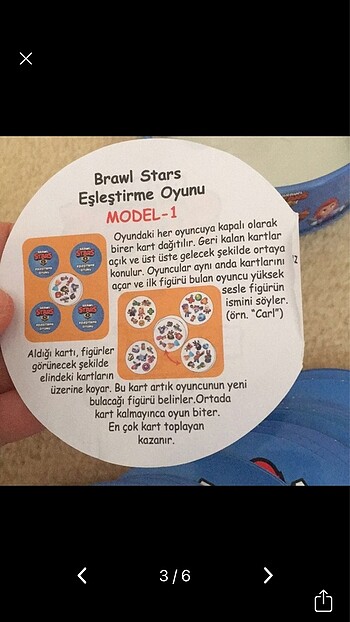 Brawl Stars
Eşleştirme Oyunu
MODEL-1
Oyundaki her oyuncuya kapalı olarak
birer kart dağıtılır. Geri kalan kartlar
açık ve üst üste gelecek şekilde ortaya
konulur. Oyuncular aynı anda kartlarını
açar ve ilk figürü bulan oyuncu yüksek
sesle figürün
ismini söyler.
(örn. "Carl")
Aldığı kartı, figürler
görünecek şekilde
elindeki kartların
üzerine koyar. Bu kart artık oyuncunun yeni
bulacağı figürü belirler.Ortada
kart kalmayınca oyun biter.
En çok kart toplayan
kazanır.
3/6